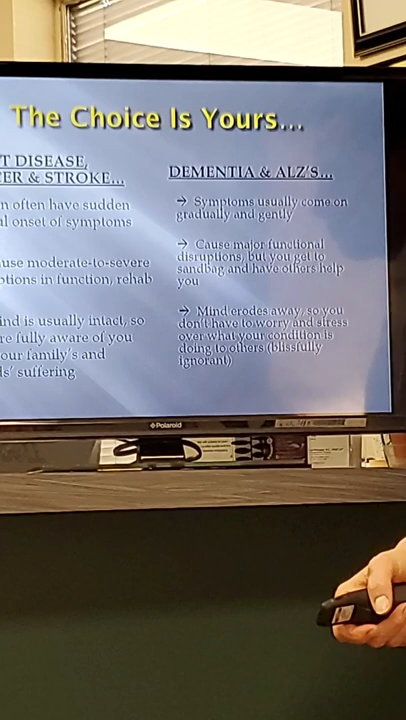 The Choice Is Yours...
T DISEASE,
ER & STROKE...
n often have sudden
l onset of symptoms
use moderate-to-severe
ptions in function, rehab
ind is usually intact, so
re fully aware of you
our family's and
ds' suffering
DEMENTIA & ALZ'S...
→ Symptoms usually come on
gradually and gently
→ Cause major functional
disruptions, but you get to
sandbag and have others help
you
→ Mind erodes away, so you
don't have to worry and stress
over what your condition is
doing to others (blissfully
ignorant)
Polaroid